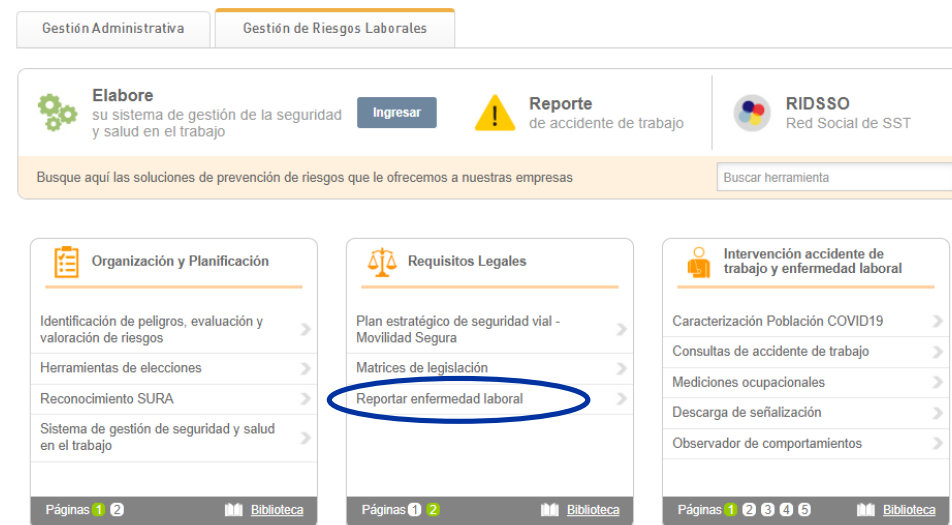 Gestión Administrativa
Gestión de Riesgos Laborales
Elabore
su sistema de gestión de la seguridad
y salud en el trabajo
Ingresar
Reporte
de accidente de trabajo
RIDSSO
Red Social de SST
Busque aquí las soluciones de prevención de riesgos que le ofrecemos a nuestras empresas
Buscar herramienta
Organización y Planificación
Identificación de peligros, evaluación y
valoración de riesgos
Herramientas de elecciones
Reconocimiento SURA
Sistema de gestión de seguridad y salud
en el trabajo
Páginas 1 2
Biblioteca
Requisitos Legales
Plan estratégico de seguridad vial -
Movilidad Segura
Matrices de legislación
Reportar enfermedad laboral
Páginas 1 2
Biblioteca
Intervención accidente de
trabajo y enfermedad laboral
Caracterización Población COVID19
Consultas de accidente de trabajo
Mediciones ocupacionales
Descarga de señalización
Observador de comportamientos
Páginas 1 2 3 4 5
Biblioteca